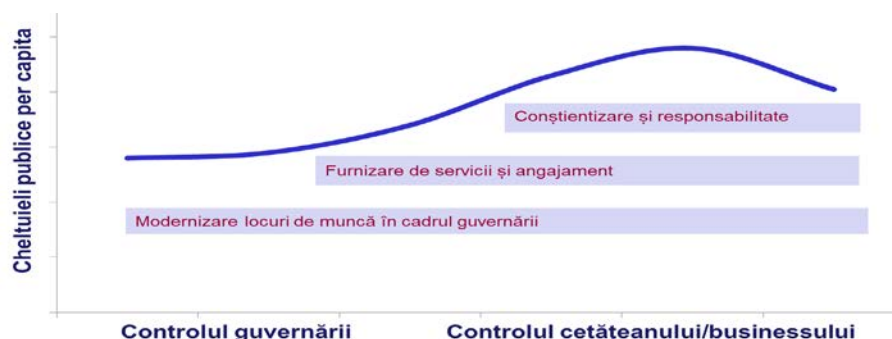 Cheltuieli publice per capita
Conștientizare și responsabilitate
Furnizare de servicii și angajament
Modernizare locuri de muncă în cadrul guvernării
Controlul guvernării
Controlul cetățeanului/businessului